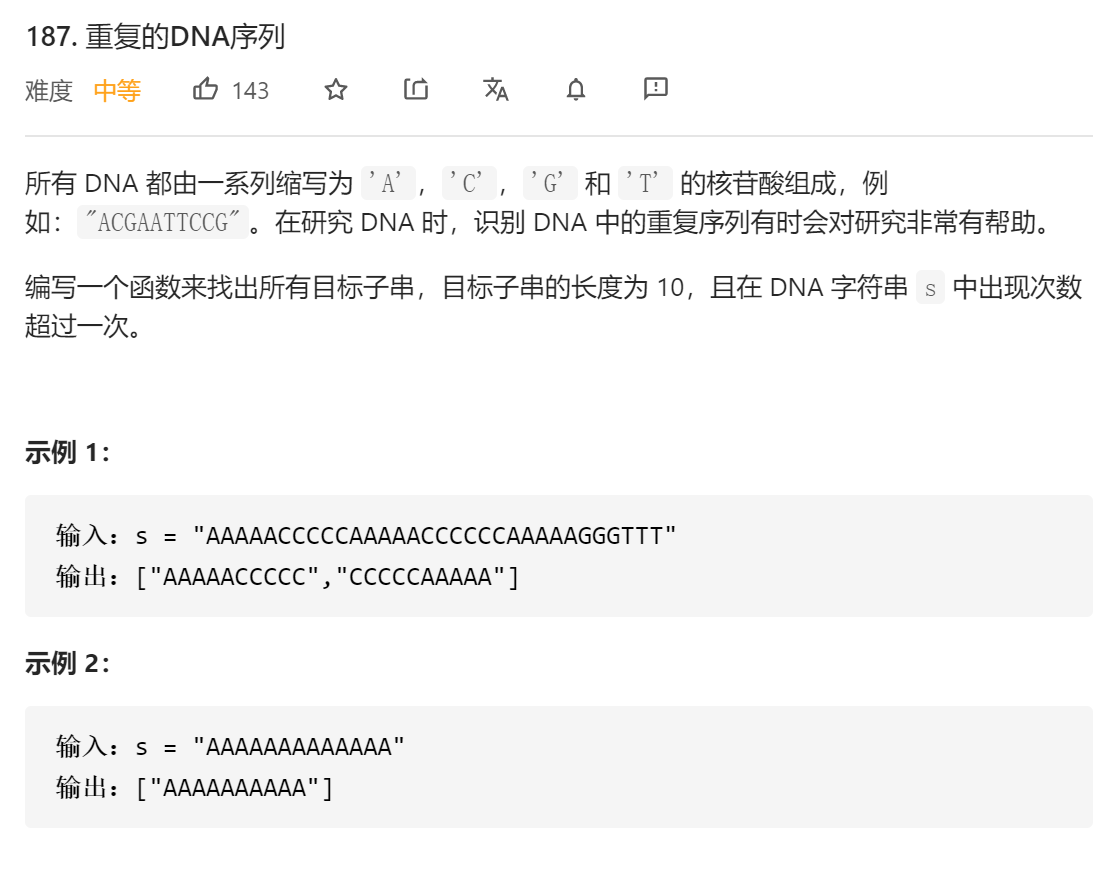 187. 重复的DNA序列
难度 中等 143
所有 DNA 都由一系列缩写为 'A'，'C'，'G' 和 'T' 的核苷酸组成，例
如："ACGAATTCCG"。在研究 DNA 时，识别 DNA 中的重复序列有时会对研究非常有帮助。
编写一个函数来找出所有目标子串，目标子串的长度为 10，且在 DNA 字符串 s 中出现次数
超过一次。
示例 1：
输入：s = "AAAAACCCCCAAAAACCCCCCAAAAAGGGTTT"
输出：["AAAAACCCCC","CCCCCAAAAA"]
示例 2：
输入：s = "AAAAAAAAAAAAA"
输出：["AAAAAAAAAA"]